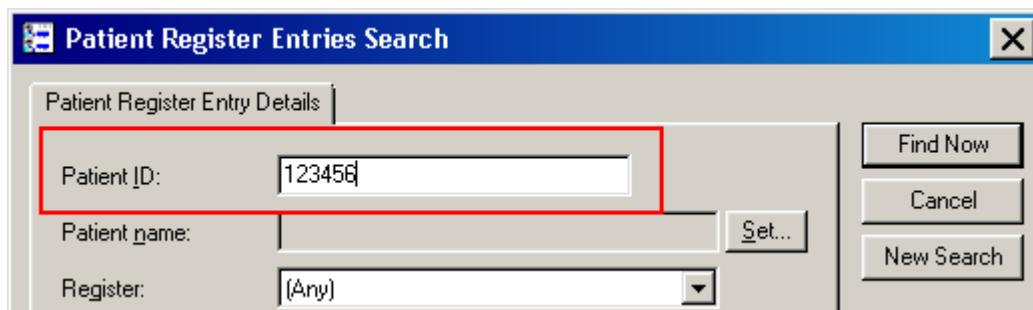 Patient Register Entries Search
Patient Register Entry Details
Patient ID: 123456
Find Now
Cancel
Patient name: Set...
New Search
Register: (Any)